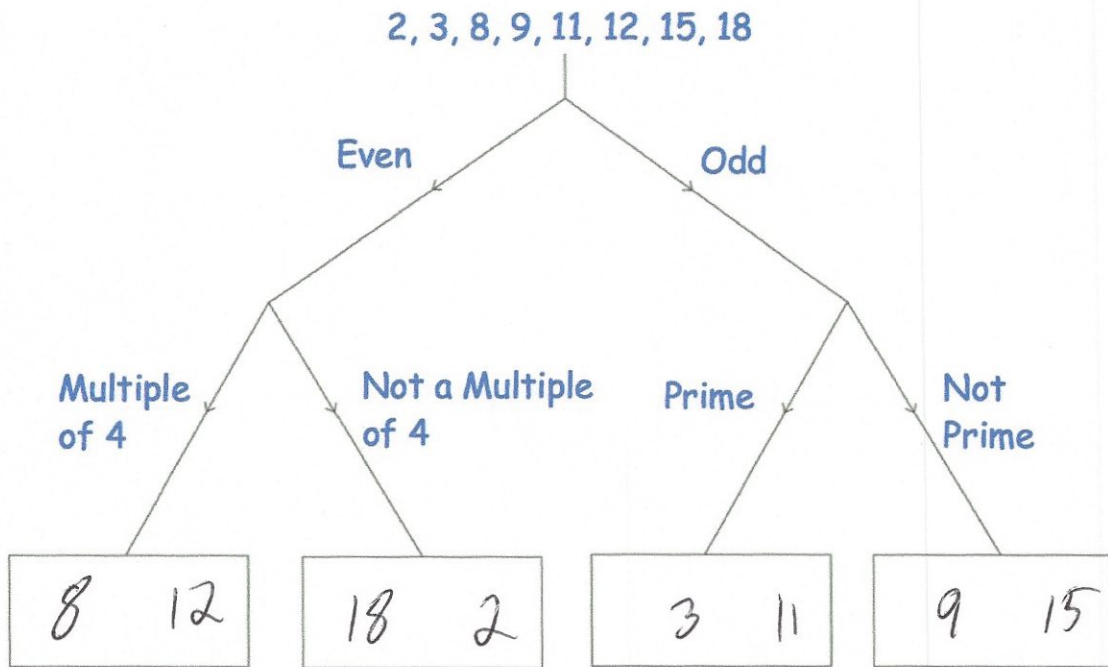 2, 3, 8, 9, 11, 12, 15, 18
Even
Odd
Multiple
of 4
Not a Multiple
of 4
Prime
Not
Prime
8 12
18 2
3 11
9 15